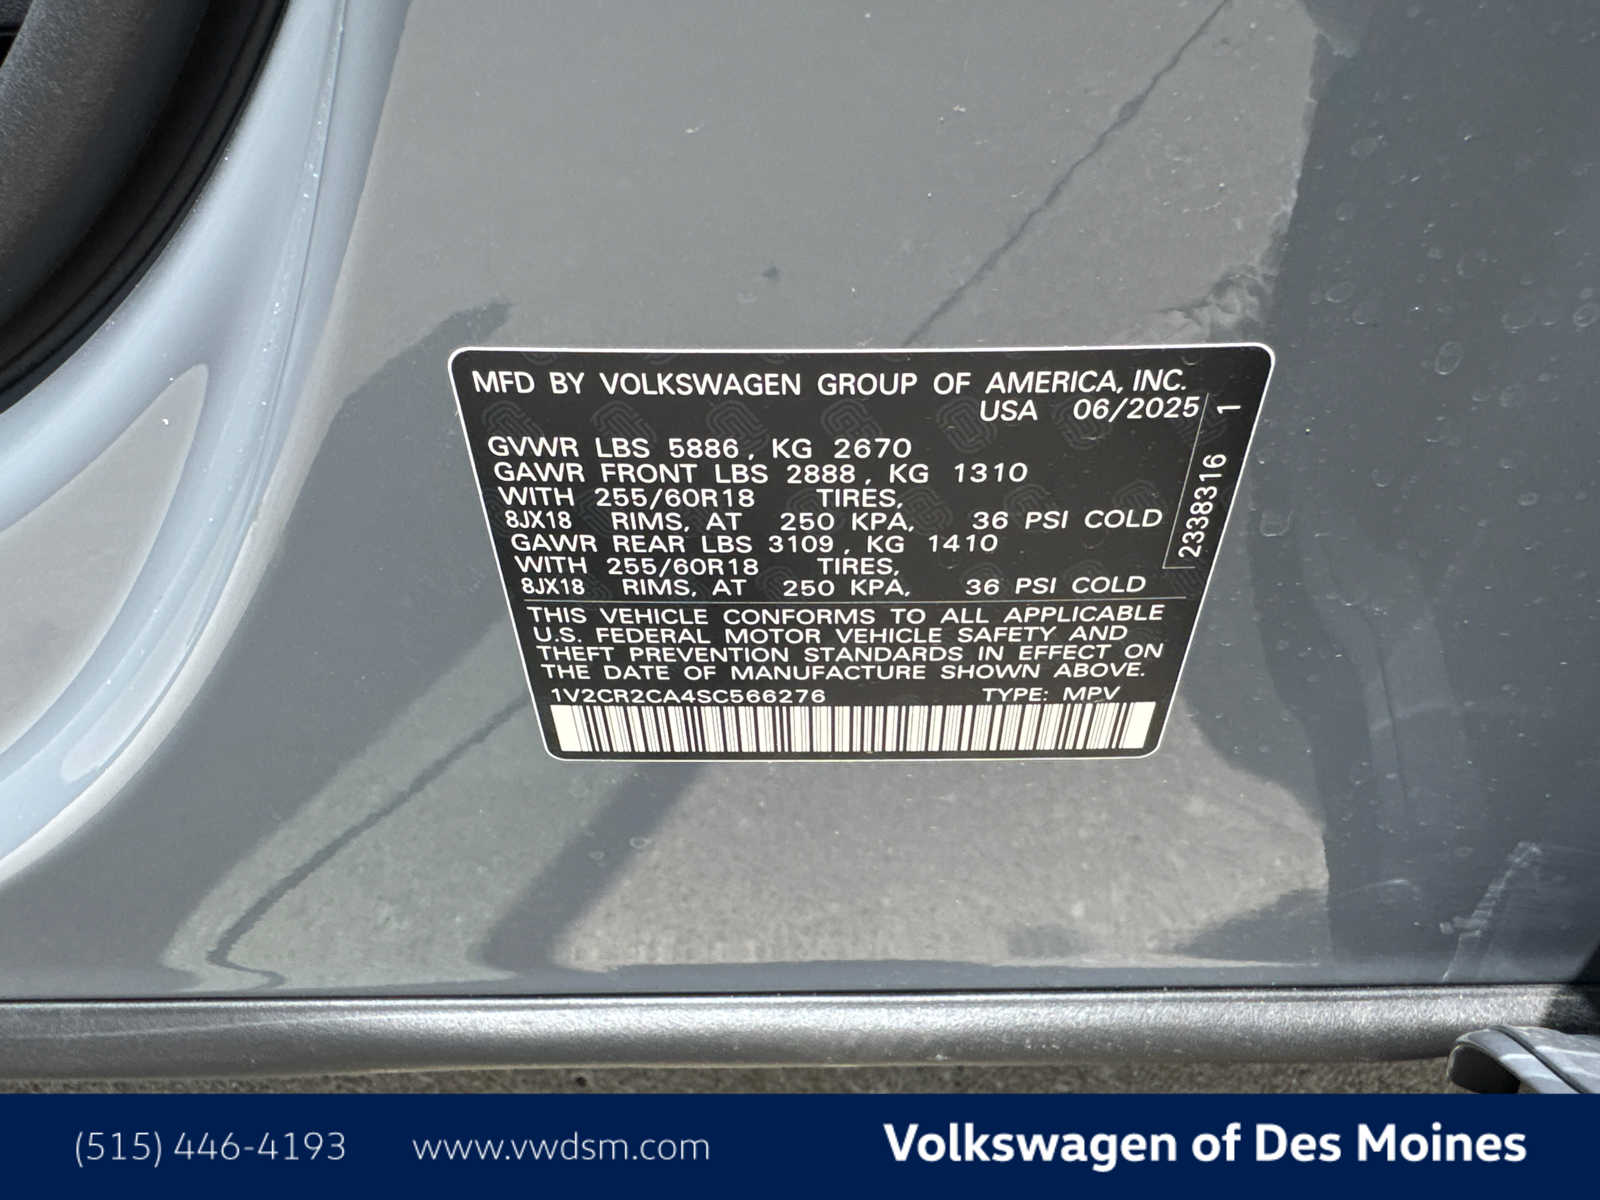 MFD BY VOLKSWAGEN GROUP OF AMERICA, INC.
USA 06/2025
GVWR LBS 5886, KG 2670
GAWR FRONT LBS 2888, KG 1310
WITH 255/60R18 TIRES,
8JX18 RIMS, AT 250 KPA, 36 PSI COLD
GAWR REAR LBS 3109, KG 1410
WITH 255/60R18 TIRES,
8JX18 RIMS, AT 250 KPA, 36 PSI COLD
2338316 1
THIS VEHICLE CONFORMS TO ALL APPLICABLE
U.S. FEDERAL MOTOR VEHICLE SAFETY AND
THEFT PREVENTION STANDARDS IN EFFECT ON
THE DATE OF MANUFACTURE SHOWN ABOVE.
1V2CR2CA4SC566276 TYPE: MPV
(515) 446-4193 www.vwdsm.com Volkswagen of Des Moines